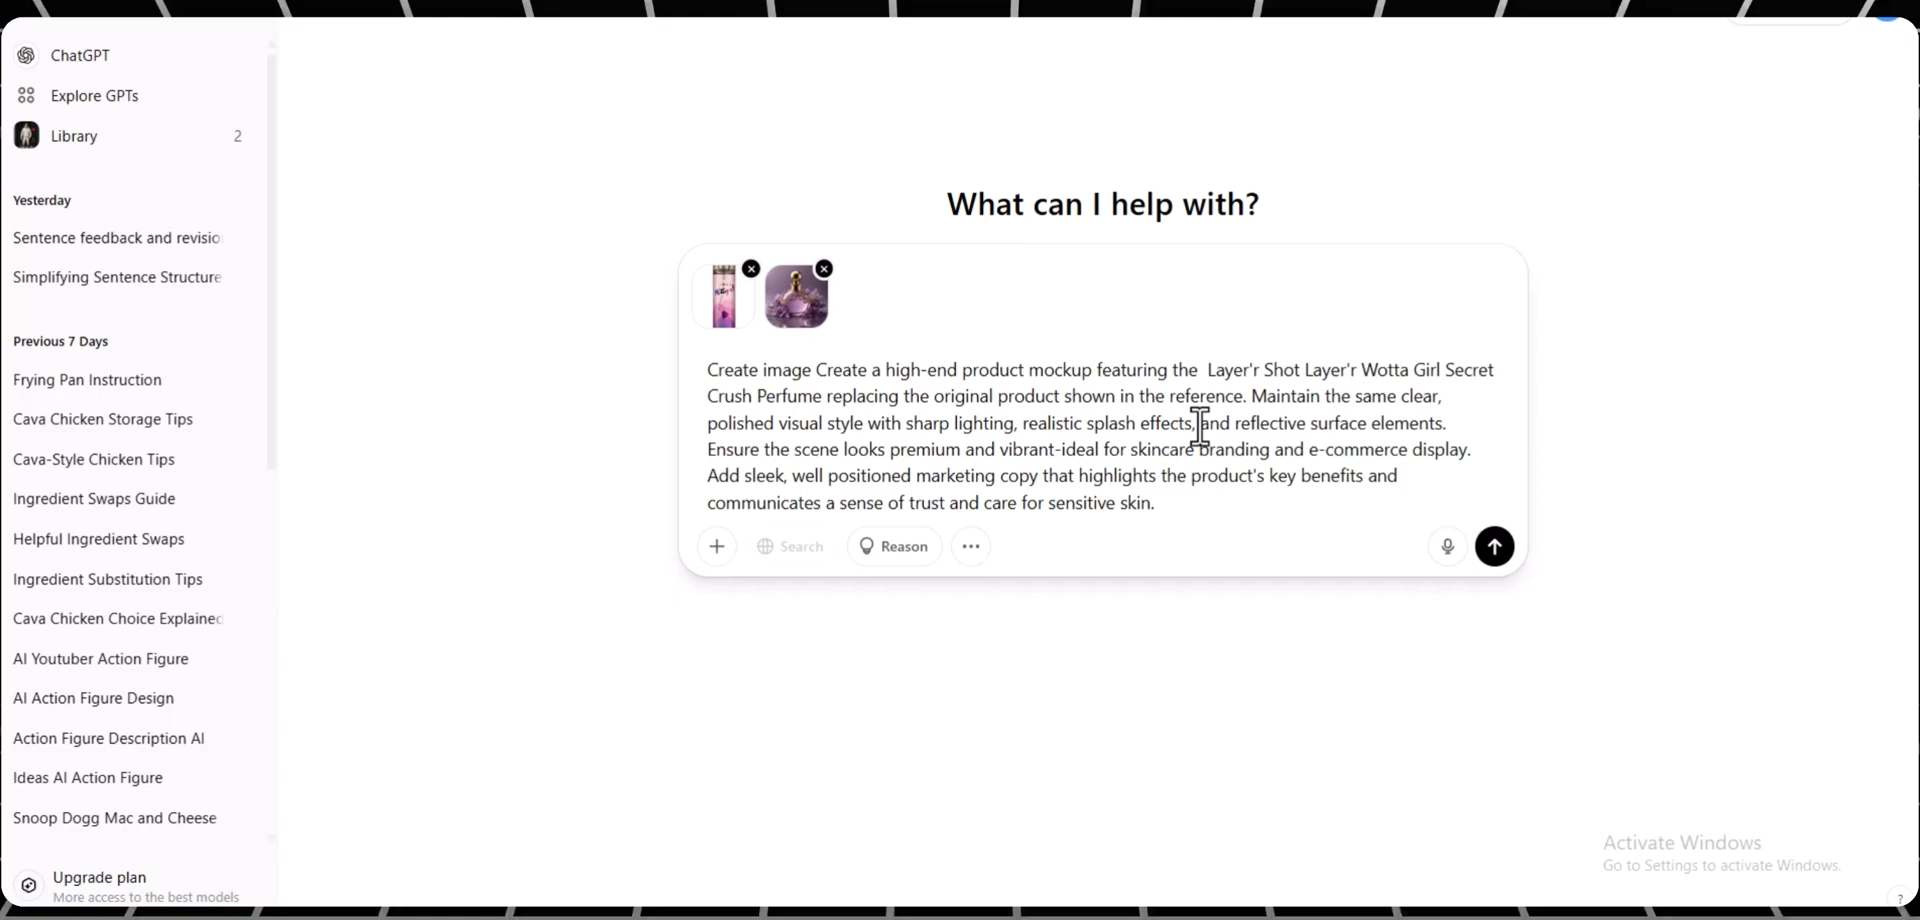 ChatGPT
Explore GPTs
Library 2
Yesterday
Sentence feedback and revisio
Simplifying Sentence Structure
Previous 7 Days
Frying Pan Instruction
Cava Chicken Storage Tips
Cava-Style Chicken Tips
Ingredient Swaps Guide
Helpful Ingredient Swaps
Ingredient Substitution Tips
Cava Chicken Choice Explained
AI Youtuber Action Figure
AI Action Figure Design
Action Figure Description AI
Ideas AI Action Figure
Snoop Dogg Mac and Cheese
Upgrade plan
More access to the best models
What can I help with?
Create image Create a high-end product mockup featuring the  Layer'r Shot Layer'r Wotta Girl Secret
Crush Perfume replacing the original product shown in the reference. Maintain the same clear,
polished visual style with sharp lighting, realistic splash effects, and reflective surface elements.
Ensure the scene looks premium and vibrant-ideal for skincare branding and e-commerce display.
Add sleek, well positioned marketing copy that highlights the product's key benefits and
communicates a sense of trust and care for sensitive skin.
Search
Reason
Activate Windows
Go to Settings to activate Windows.
?